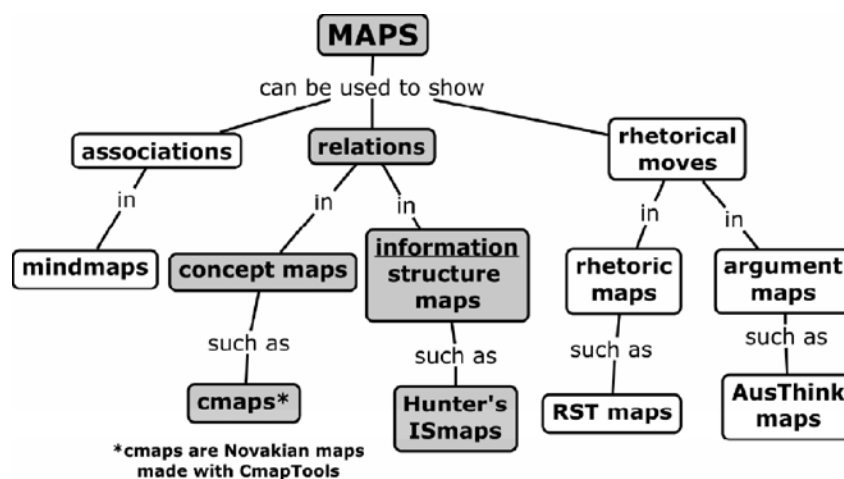 MAPS
can be used to show
associations
relations
rhetorical
moves
in
in
in
in
in
mindmaps
concept maps
information
structure
maps
rhetoric
maps
argument
maps
such as
such as
such as
such as
cmaps*
Hunter's
ISmaps
RST maps
AusThink
maps
*cmaps are Novakian maps
made with CmapTools